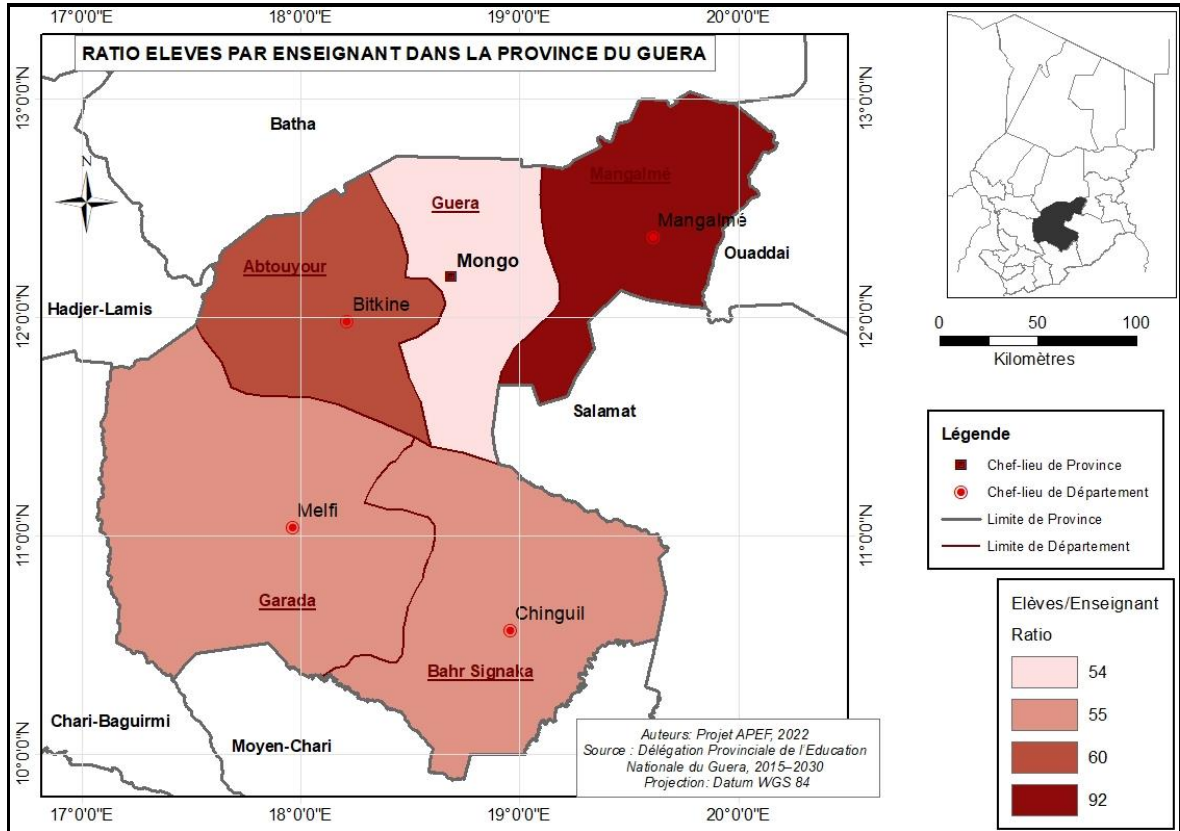 17°0'0"E 18°0'0"E 19°0'0"E 20°0'0"E
RATIO ELEVES PAR ENSEIGNANT DANS LA PROVINCE DU GUERA
13°0'0"N 13°0'0"N
Batha
N
Mangalmé
Guera
Mangalmé
Ouaddai
Abtouyour
Mongo
Bitkine
Hadjer-Lamis
12°0'0"N 12°0'0"N
0 50 100
Kilomètres
Salamat
Légende
Chef-lieu de Province
Chef-lieu de Département
Limite de Province
Limite de Département
Melfi
11°0'0"N 11°0'0"N
Garada
Chinguil
Bahr Signaka
Elèves/Enseignant
Ratio
54
55
60
92
Chari-Baguirmi
Moyen-Chari
Auteurs: Projet APEF, 2022
Source : Délégation Provinciale de l'Education
Nationale du Guera, 2015–2030
Projection: Datum WGS 84
10°0'0"N 10°0'0"N
17°0'0"E 18°0'0"E 19°0'0"E 20°0'0"E